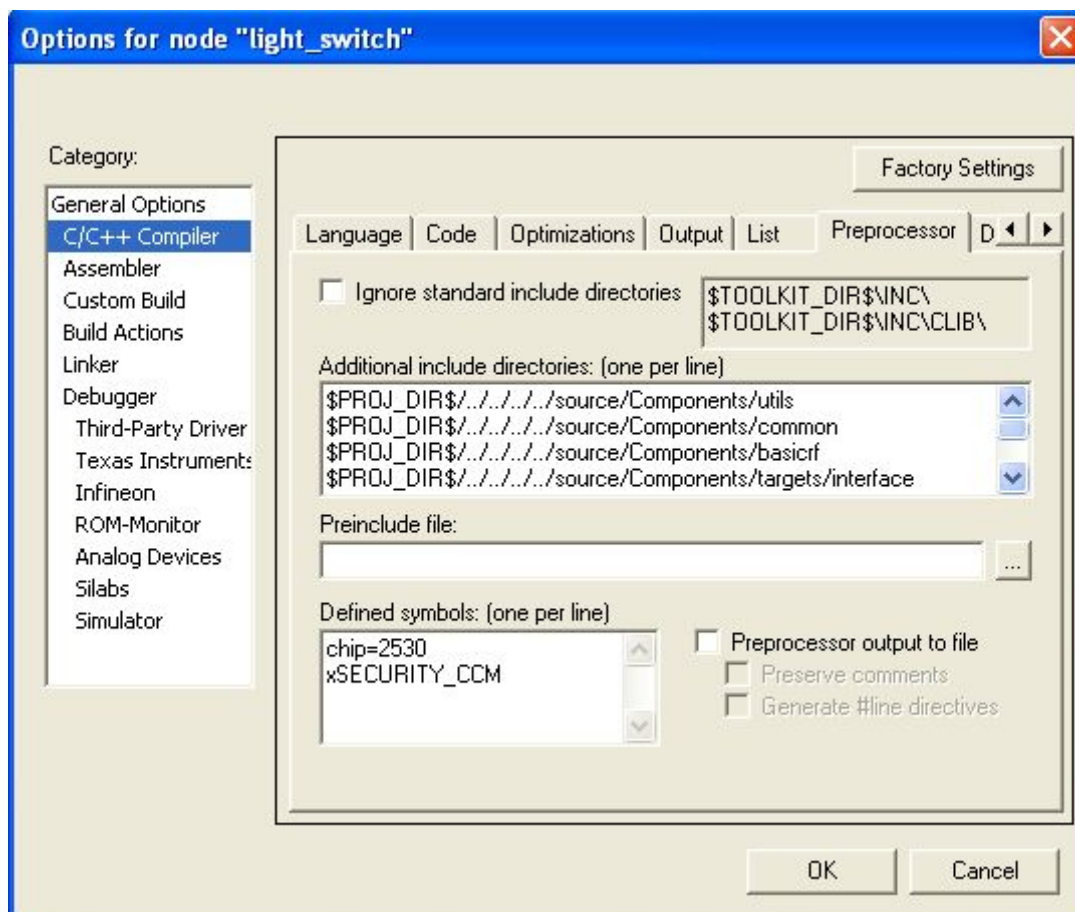 Options for node "light_switch"
Category:
General Options
C/C++ Compiler
Assembler
Custom Build
Build Actions
Linker
Debugger
Third-Party Driver
Texas Instruments
Infineon
ROM-Monitor
Analog Devices
Silabs
Simulator
Factory Settings
Language Code Optimizations Output List Preprocessor D
Ignore standard include directories
$TOOLKIT_DIR$\INC\
$TOOLKIT_DIR$\INC\CLIB\
Additional include directories: (one per line)
$PROJ_DIR$/../../../../source/Components/utils
$PROJ_DIR$/../../../../source/Components/common
$PROJ_DIR$/../../../../source/Components/basicrf
$PROJ_DIR$/../../../../source/Components/targets/interface
Preinclude file:
...
Defined symbols: (one per line)
chip=2530
xSECURITY_CCM
Preprocessor output to file
Preserve comments
Generate #line directives
OK Cancel